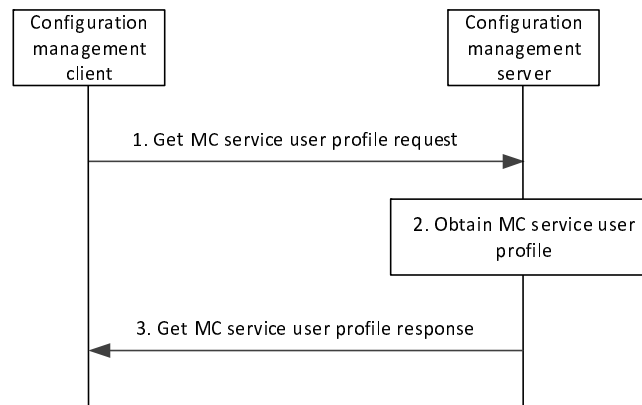 Configuration
management
client
Configuration
management
server
1. Get MC service user profile request
2. Obtain MC service user
profile
3. Get MC service user profile response